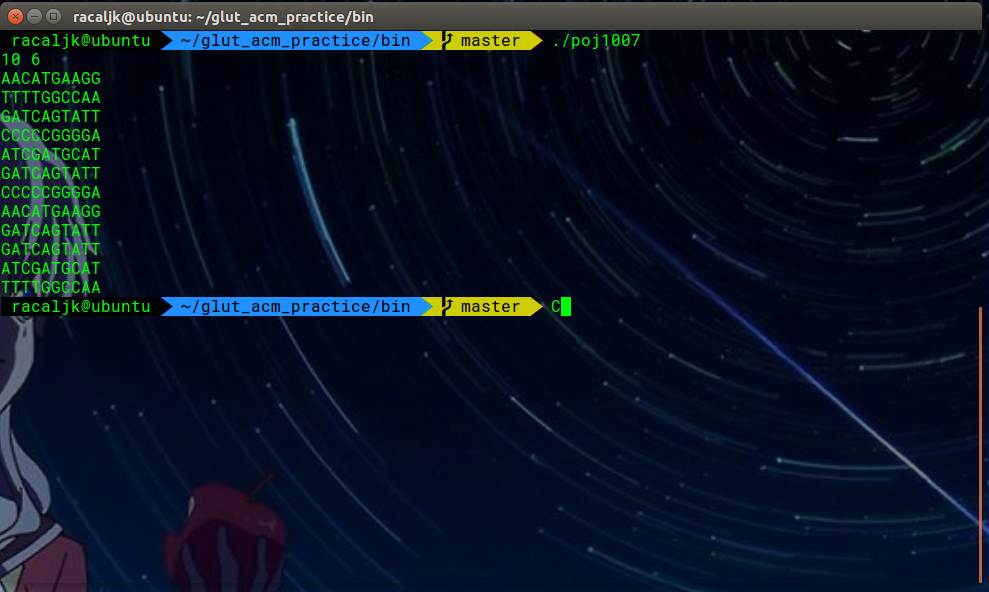 racaljk@ubuntu: ~/glut_acm_practice/bin
racaljk@ubuntu ~/glut_acm_practice/bin master ./poj1007
10 6
AACATGAAGG
TTTTGGCCAA
GATCAGTATT
CCCCCGGGGA
ATCGATGCAT
GATCAGTATT
CCCCCGGGGA
AACATGAAGG
GATCAGTATT
GATCAGTATT
ATCGATGCAT
TTTTGGCCAA
racaljk@ubuntu ~/glut_acm_practice/bin master C